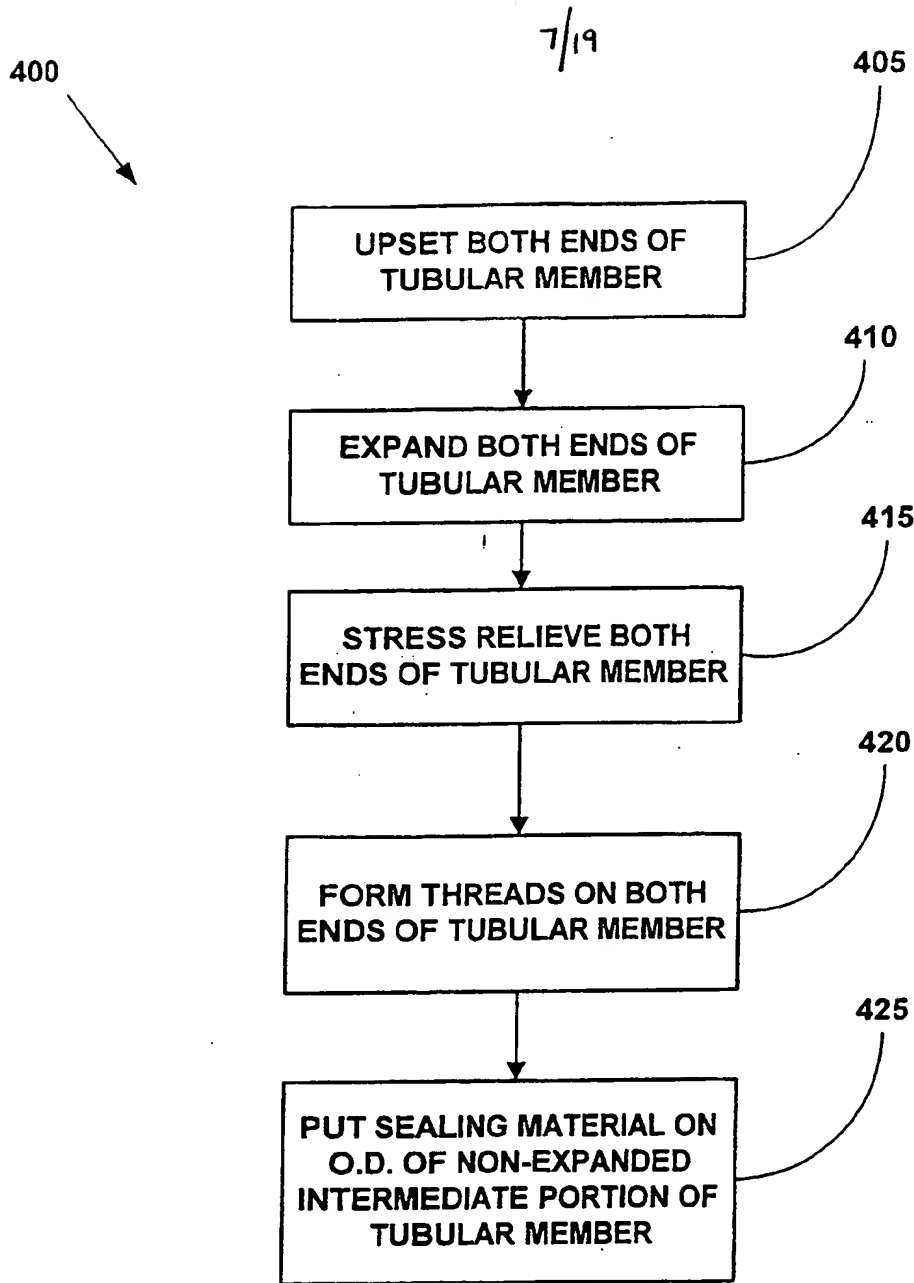 7/19
400
405
UPSET BOTH ENDS OF
TUBULAR MEMBER
410
EXPAND BOTH ENDS OF
TUBULAR MEMBER
415
STRESS RELIEVE BOTH
ENDS OF TUBULAR MEMBER
420
FORM THREADS ON BOTH
ENDS OF TUBULAR MEMBER
425
PUT SEALING MATERIAL ON
O.D. OF NON-EXPANDED
INTERMEDIATE PORTION OF
TUBULAR MEMBER